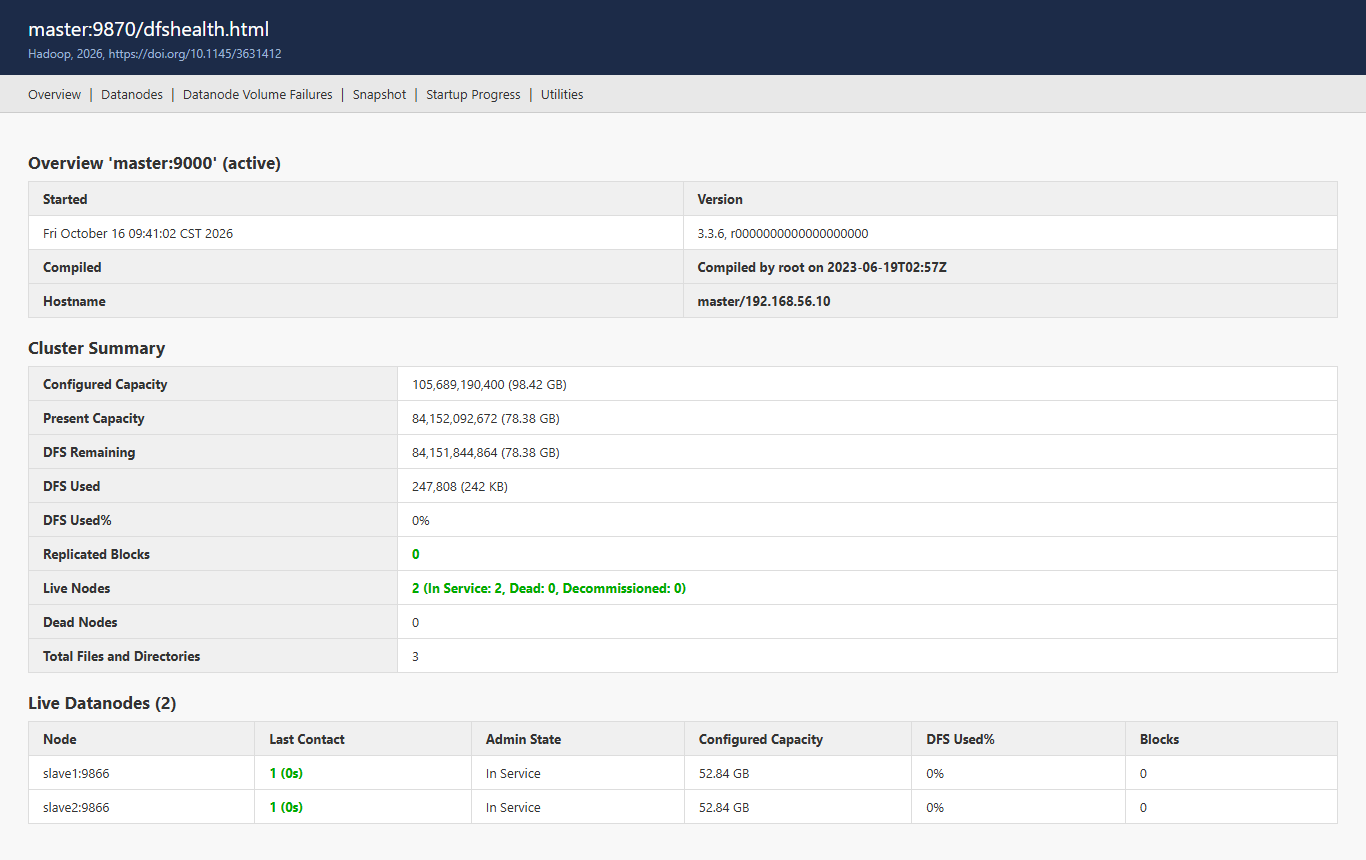 master:9870/dfshealth.html
Hadoop, 2026, https://doi.org/10.1145/3631412
Overview | Datanodes | Datanode Volume Failures | Snapshot | Startup Progress | Utilities
Overview 'master:9000' (active)
Started Version
Fri October 16 09:41:02 CST 2026 3.3.6, r0000000000000000000
Compiled Compiled by root on 2023-06-19T02:57Z
Hostname master/192.168.56.10
Cluster Summary
Configured Capacity 105,689,190,400 (98.42 GB)
Present Capacity 84,152,092,672 (78.38 GB)
DFS Remaining 84,151,844,864 (78.38 GB)
DFS Used 247,808 (242 KB)
DFS Used% 0%
Replicated Blocks 0
Live Nodes 2 (In Service: 2, Dead: 0, Decommissioned: 0)
Dead Nodes 0
Total Files and Directories 3
Live Datanodes (2)
Node Last Contact Admin State Configured Capacity DFS Used% Blocks
slave1:9866 1 (0s) In Service 52.84 GB 0% 0
slave2:9866 1 (0s) In Service 52.84 GB 0% 0